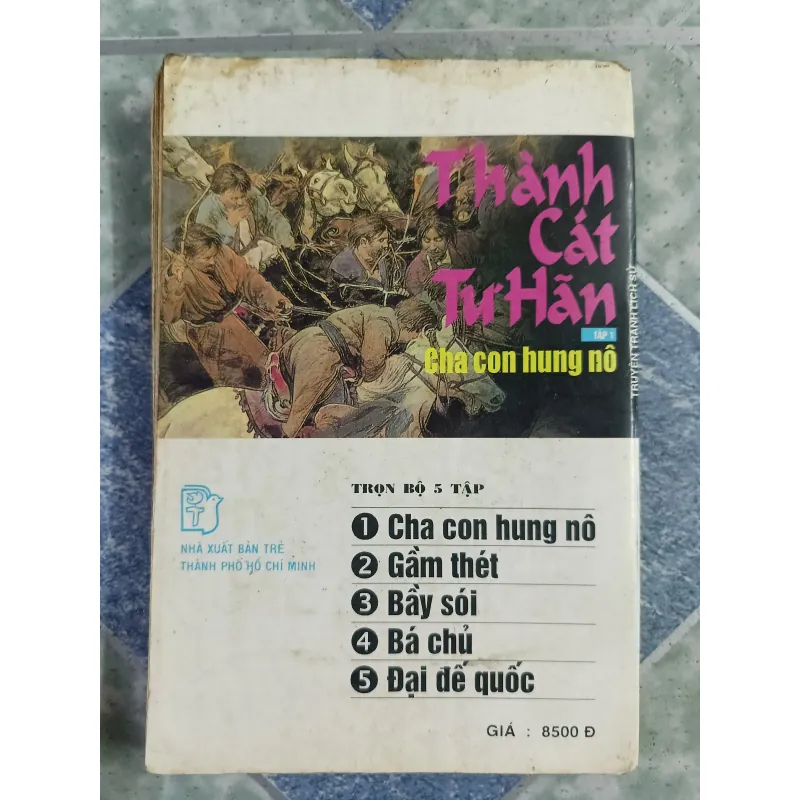 Thành
Cát
Tư Hãn
TẬP 1
Cha con hung nô
TRUYỆN TRANH LỊCH SỬ
TRỌN BỘ 5 TẬP
1 Cha con hung nô
2 Gầm thét
3 Bầy sói
4 Bá chủ
5 Đại đế quốc
NHÀ XUẤT BẢN TRẺ
THÀNH PHỐ HỒ CHÍ MINH
GIÁ : 8500 Đ